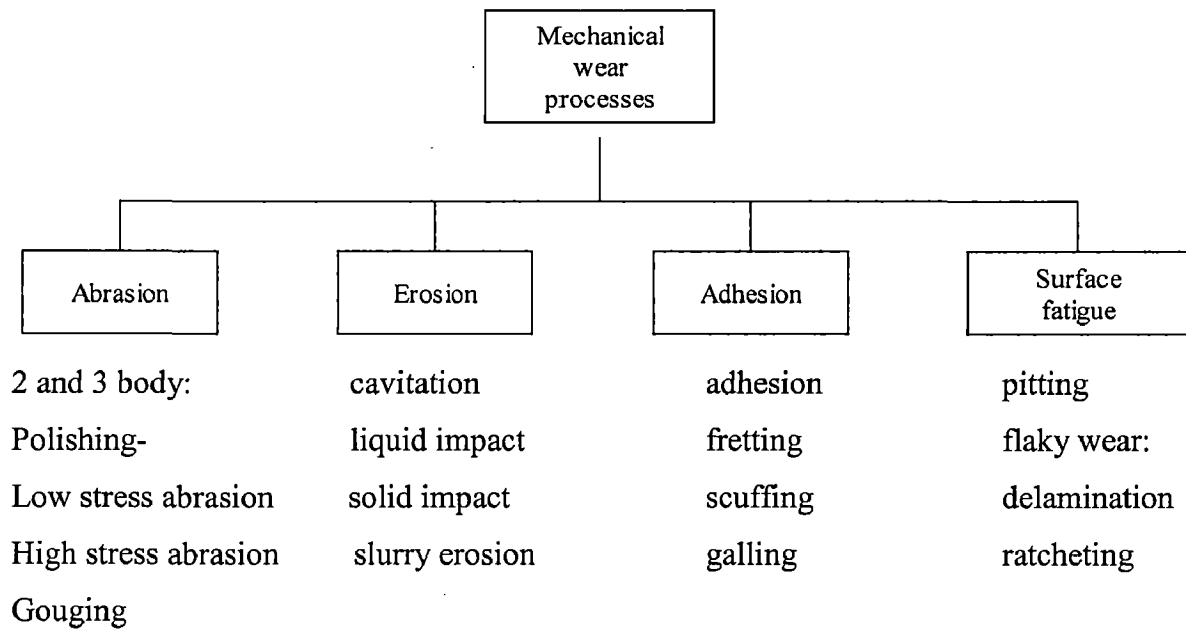 Mechanical
wear
processes
Abrasion
Erosion
Adhesion
Surface
fatigue
2 and 3 body:
Polishing-
Low stress abrasion
High stress abrasion
Gouging
cavitation
liquid impact
solid impact
slurry erosion
adhesion
fretting
scuffing
galling
pitting
flaky wear:
delamination
ratcheting